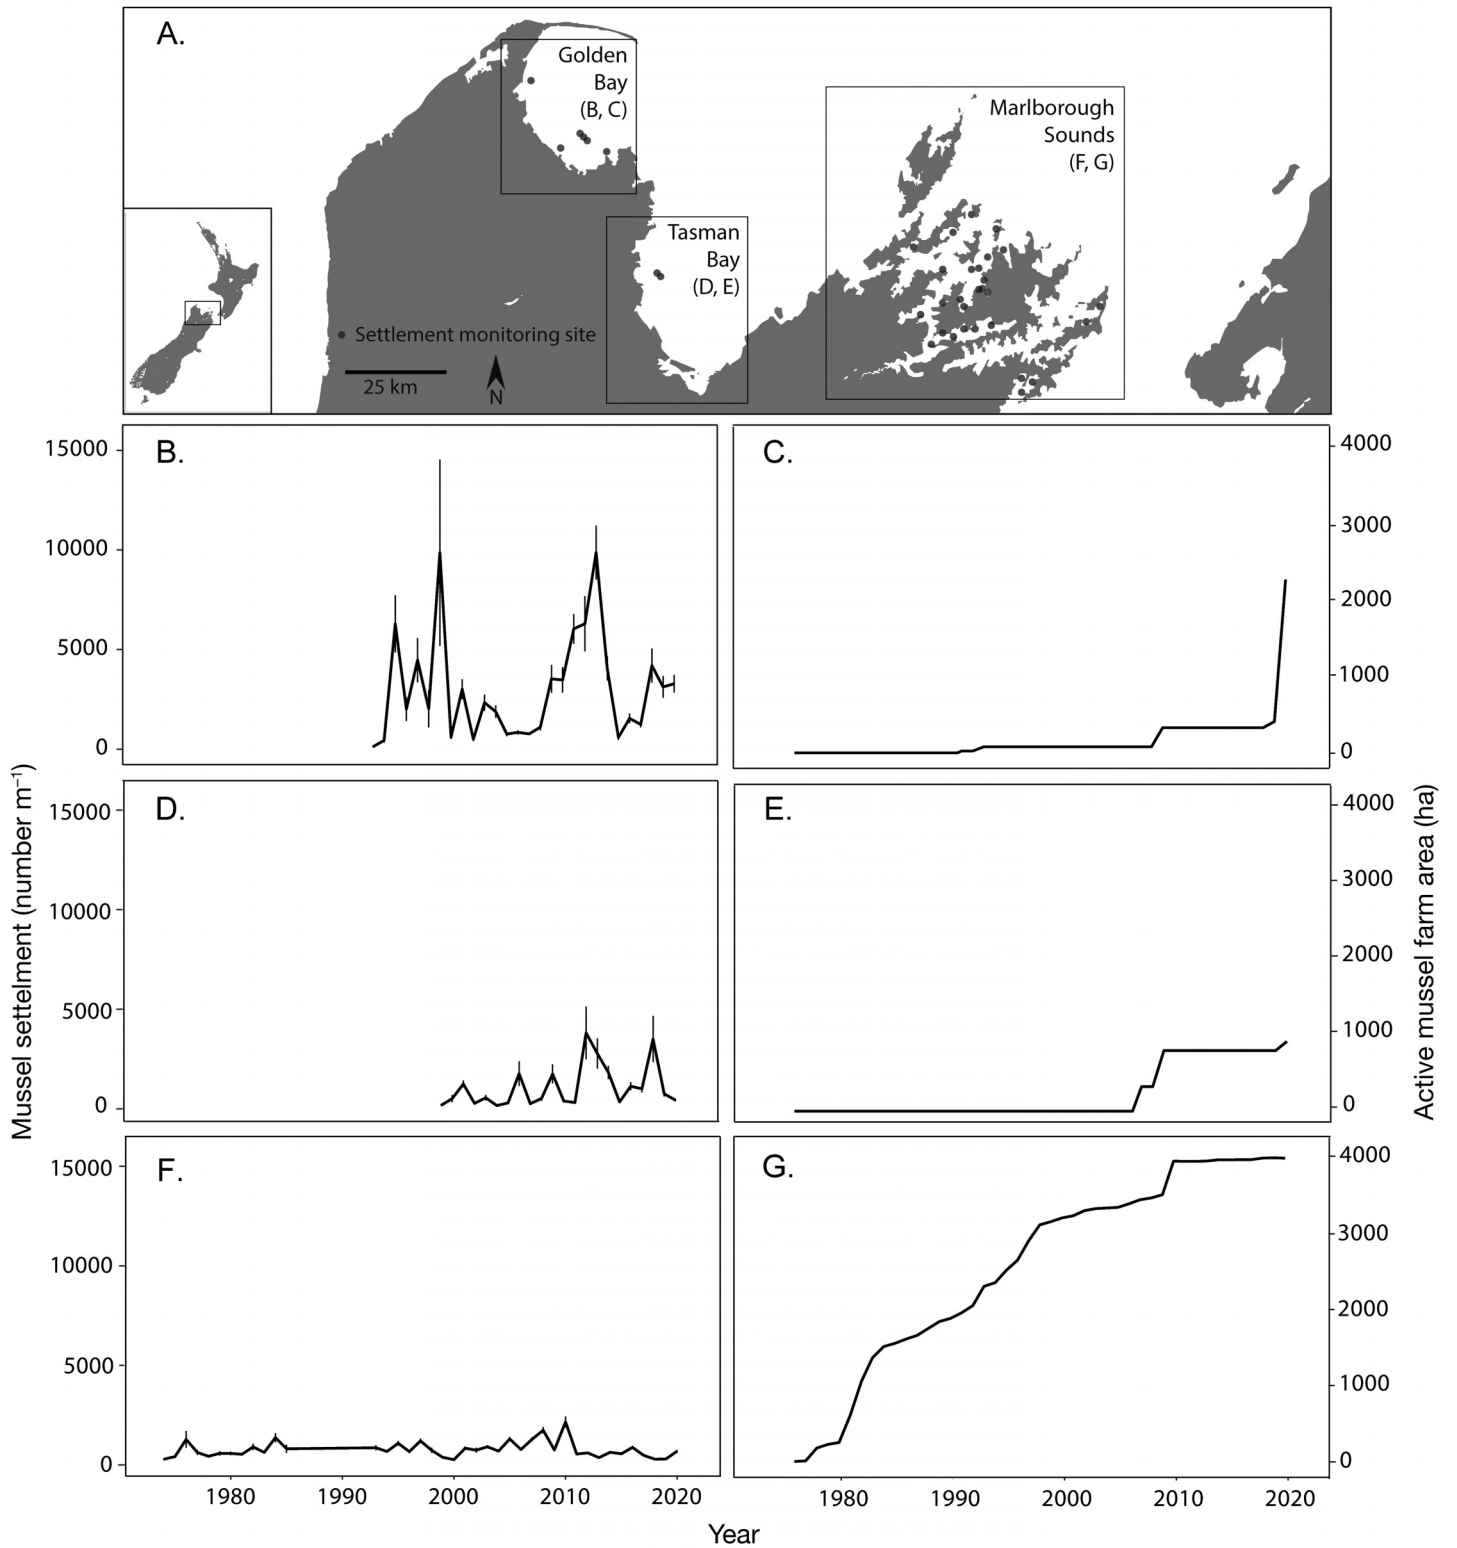 A.
Golden
Bay
(B, C)
Marlborough
Sounds
(F, G)
Tasman
Bay
(D, E)
Settlement monitoring site
25 km
N
B.
15000
10000
5000
0
C.
4000
3000
2000
1000
0
D.
15000
10000
5000
0
E.
4000
3000
2000
1000
0
F.
15000
10000
5000
0
1980
1990
2000
2010
2020
G.
4000
3000
2000
1000
0
1980
1990
2000
2010
2020
Mussel settelment (number m⁻¹)
Active mussel farm area (ha)
Year